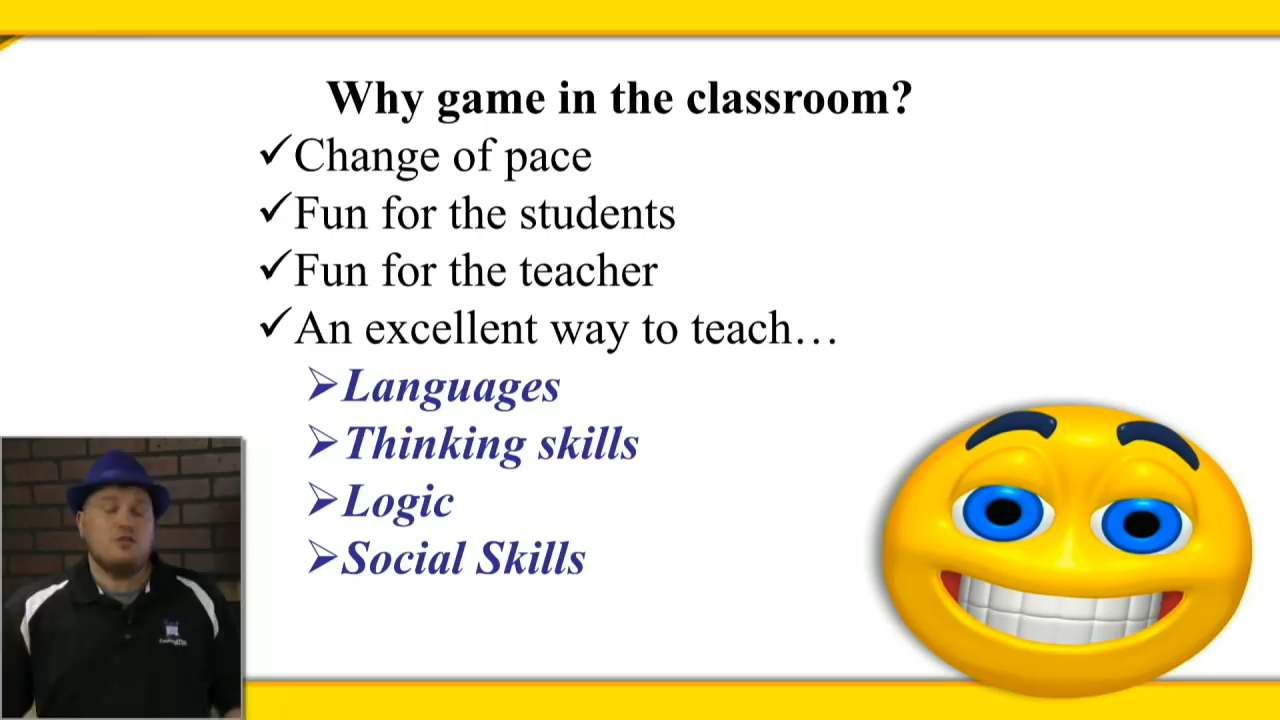 Why game in the classroom?
✓Change of pace
✓Fun for the students
✓Fun for the teacher
✓An excellent way to teach…
➢Languages
➢Thinking skills
➢Logic
➢Social Skills